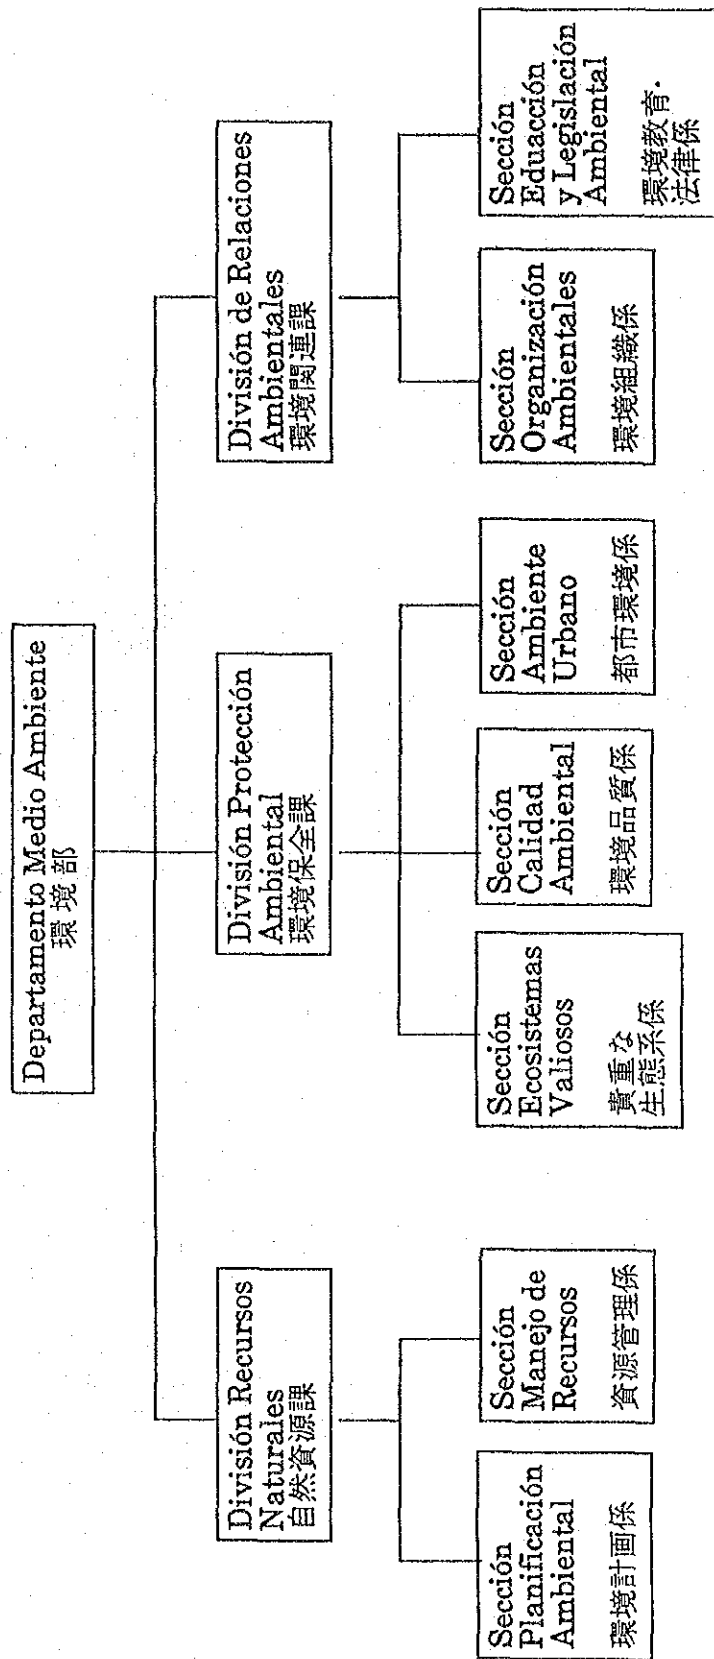 Departamento Medio Ambiente
環境部
División Recursos
Naturales
自然資源課
División Protección
Ambiental
環境保全課
División de Relaciones
Ambientales
環境関連課
Sección
Planificación
Ambiental
環境計画係
Sección
Manejo de
Recursos
資源管理係
Sección
Ecosistemas
Valiosos
貴重な
生態系係
Sección
Calidad
Ambiental
環境品質係
Sección
Ambiente
Urbano
都市環境係
Sección
Organización
Ambientales
環境組織係
Sección
Eduacción
y Legislación
Ambiental
環境教育・
法律係